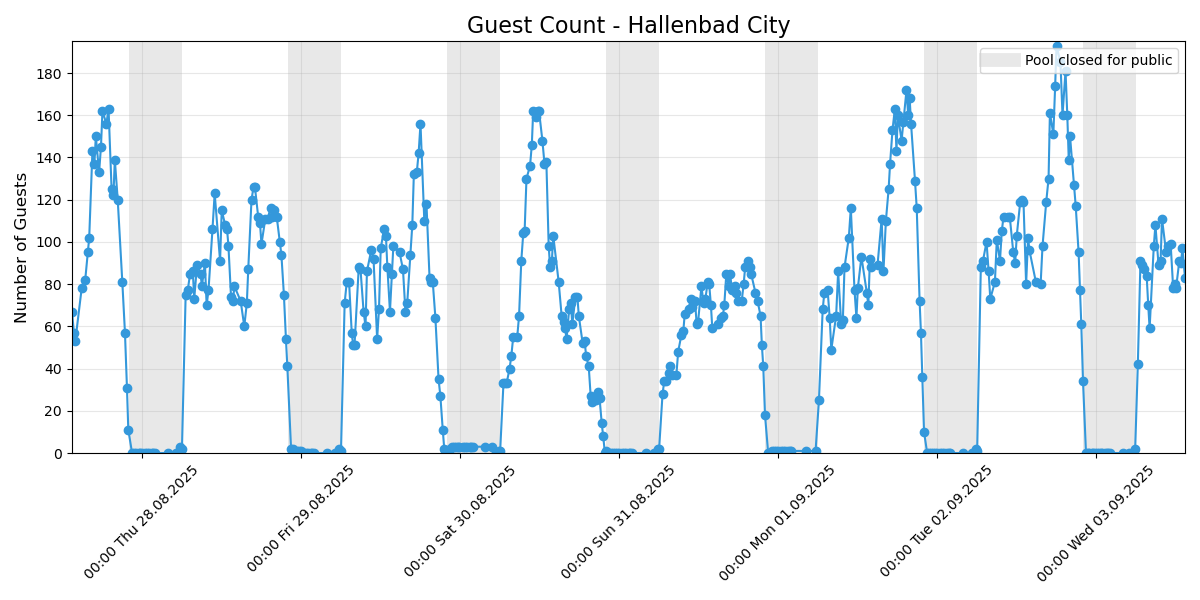 Guest Count - Hallenbad City
Number of Guests
180
160
140
120
100
80
60
40
20
0
Pool closed for public
00:00 Thu 28.08.2025
00:00 Fri 29.08.2025
00:00 Sat 30.08.2025
00:00 Sun 31.08.2025
00:00 Mon 01.09.2025
00:00 Tue 02.09.2025
00:00 Wed 03.09.2025